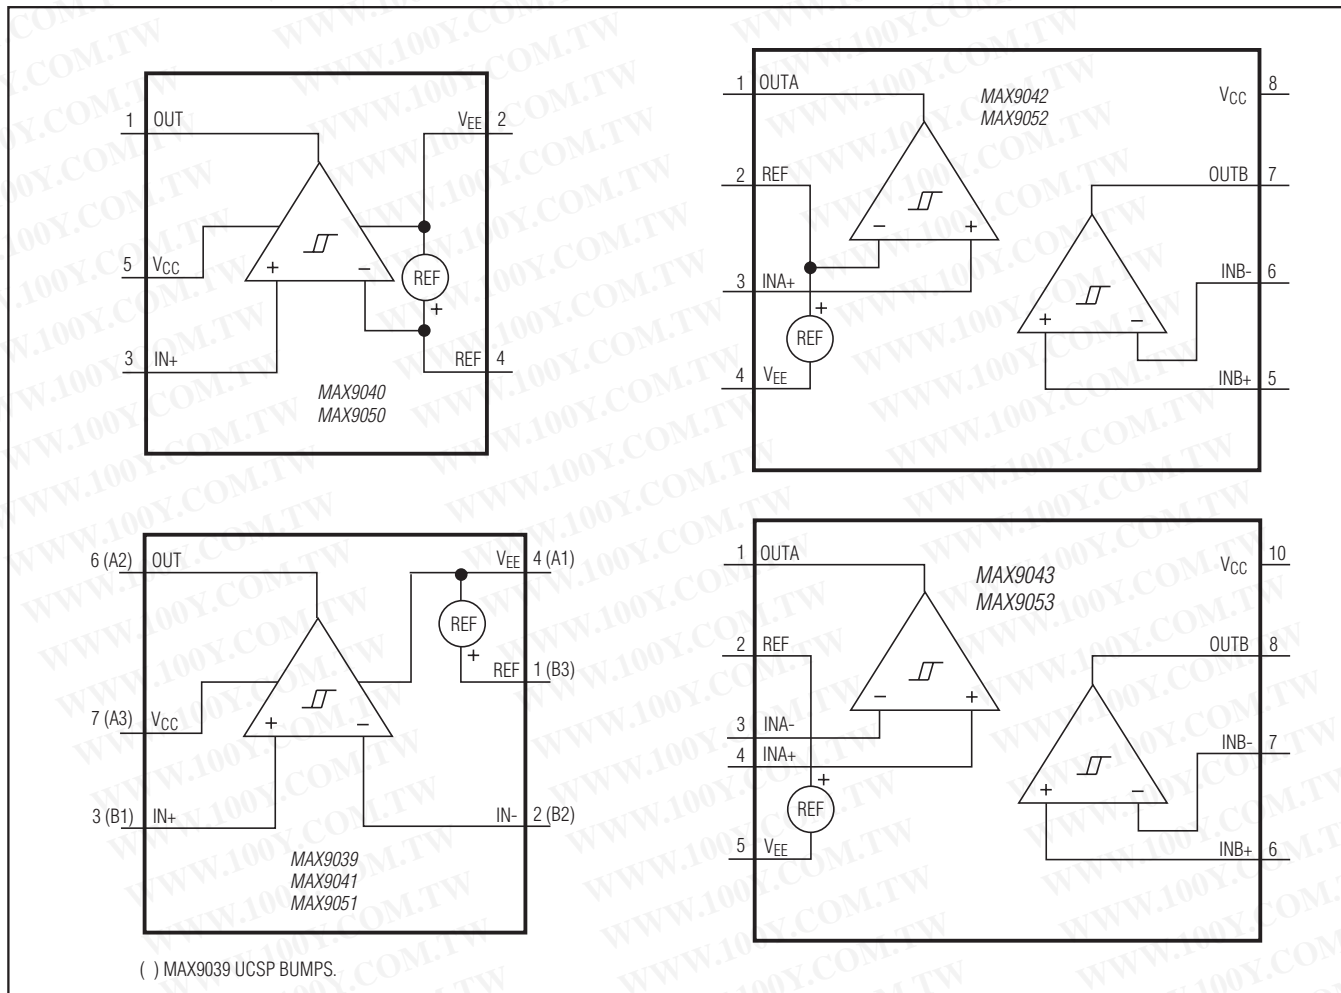 1 OUT
VEE 2
5 VCC
+ −
REF
+
3 IN+
REF 4
MAX9040
MAX9050
1 OUTA
MAX9042
MAX9052
VCC 8
2 REF
OUTB 7
− +
3 INA+
INB- 6
+
REF
+ −
4 VEE
INB+ 5
6 (A2) OUT
VEE 4 (A1)
REF
+
REF 1 (B3)
7 (A3) VCC
+ −
3 (B1) IN+
IN- 2 (B2)
MAX9039
MAX9041
MAX9051
( ) MAX9039 UCSP BUMPS.
1 OUTA
MAX9043
MAX9053
VCC 10
2 REF
OUTB 8
− +
3 INA-
4 INA+
INB- 7
+
REF
+ −
5 VEE
INB+ 6
WWW.100Y.COM.TW